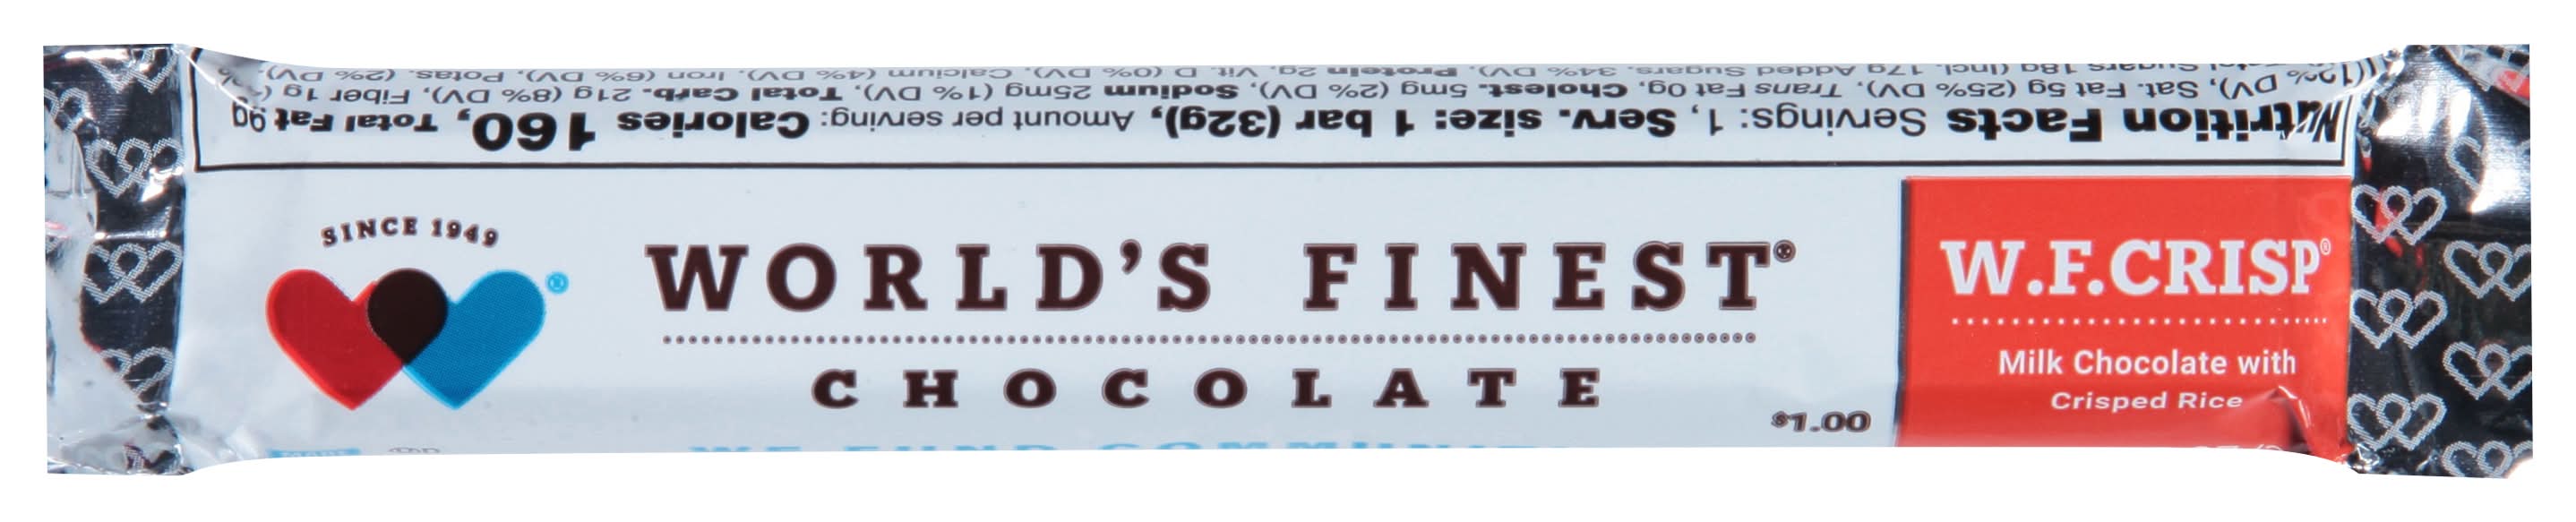 Nutrition Facts Servings: 1, Serv. size: 1 bar (32g), Amount per serving: Calories 160, Total Fat 9g
(12% DV), Sat. Fat 5g (25% DV), Trans Fat 0g, Cholest. 5mg (2% DV), Sodium 25mg (1% DV), Total Carb. 21g (8% DV), Fiber 1g
Sugars 18g (Incl. 17g Added Sugars, 34% DV), Protein 2g, Vit. D (0% DV), Calcium (4% DV), Iron (6% DV), Potas. (2% DV).
SINCE 1949
WORLD'S FINEST®
CHOCOLATE
$1.00
W.F.CRISP®
Milk Chocolate with
Crisped Rice
WE FUND